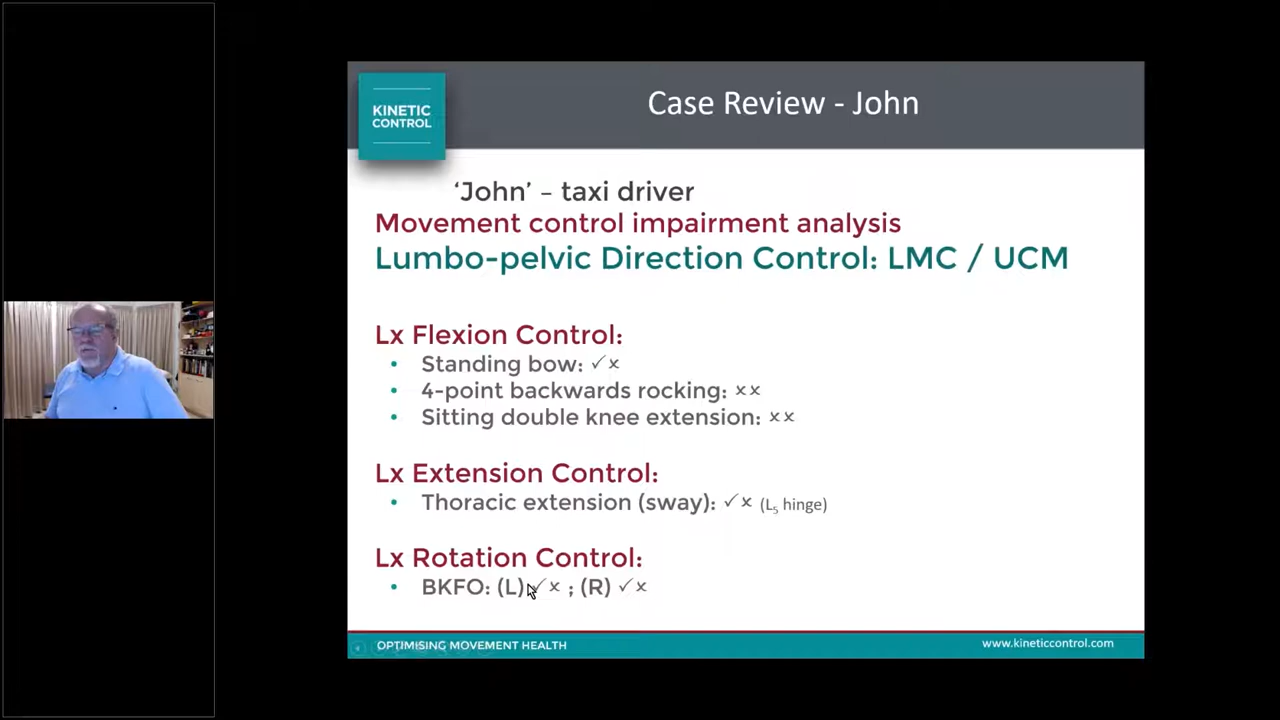 KINETIC
CONTROL
Case Review - John
‘John’ – taxi driver
Movement control impairment analysis
Lumbo-pelvic Direction Control: LMC / UCM
Lx Flexion Control:
• Standing bow: ✓×
• 4-point backwards rocking: ××
• Sitting double knee extension: ××
Lx Extension Control:
• Thoracic extension (sway): ✓× (L₅ hinge)
Lx Rotation Control:
• BKFO: (L) ✓× ; (R) ✓×
OPTIMISING MOVEMENT HEALTH
www.kineticcontrol.com